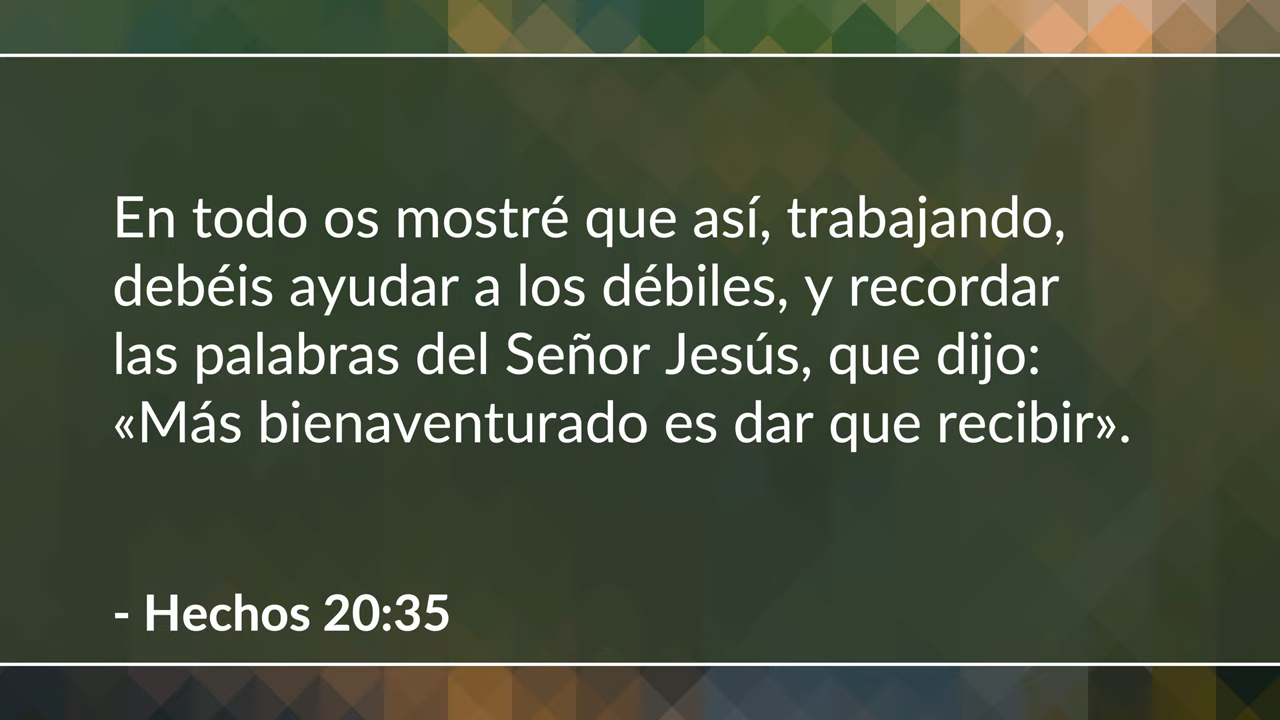 En todo os mostré que así, trabajando,
debéis ayudar a los débiles, y recordar
las palabras del Señor Jesús, que dijo:
«Más bienaventurado es dar que recibir».
- Hechos 20:35